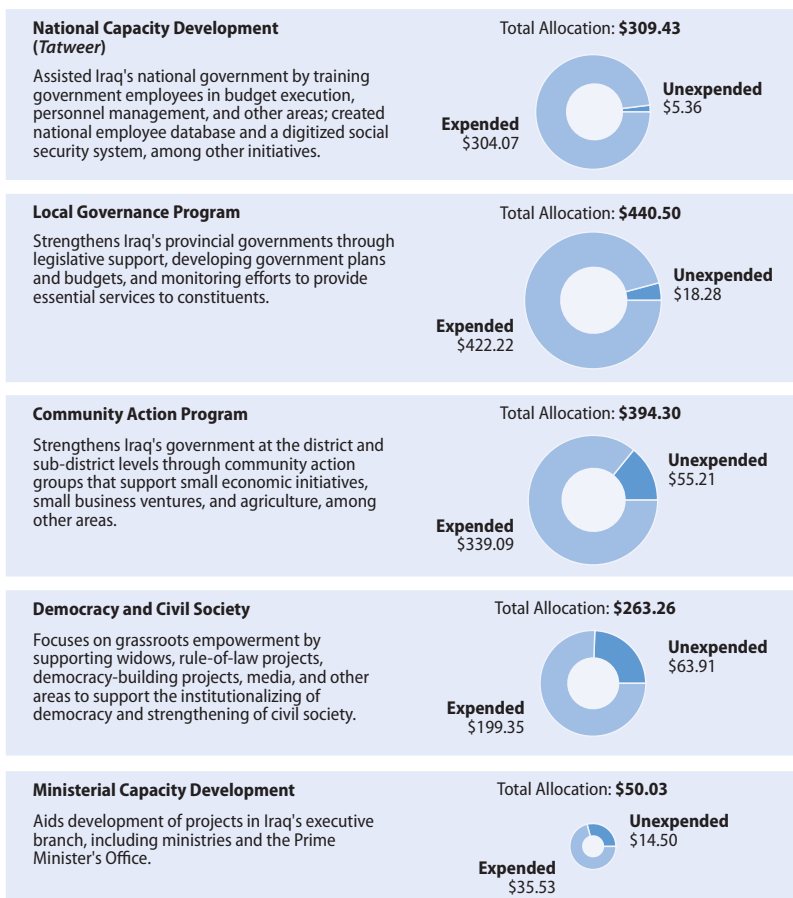 National Capacity Development
(Tatweer)
Assisted Iraq's national government by training
government employees in budget execution,
personnel management, and other areas; created
national employee database and a digitized social
security system, among other initiatives.
Total Allocation: $309.43
Unexpended
$5.36
Expended
$304.07
Local Governance Program
Strengthens Iraq's provincial governments through
legislative support, developing government plans
and budgets, and monitoring efforts to provide
essential services to constituents.
Total Allocation: $440.50
Unexpended
$18.28
Expended
$422.22
Community Action Program
Strengthens Iraq's government at the district and
sub-district levels through community action
groups that support small economic initiatives,
small business ventures, and agriculture, among
other areas.
Total Allocation: $394.30
Unexpended
$55.21
Expended
$339.09
Democracy and Civil Society
Focuses on grassroots empowerment by
supporting widows, rule-of-law projects,
democracy-building projects, media, and other
areas to support the institutionalizing of
democracy and strengthening of civil society.
Total Allocation: $263.26
Unexpended
$63.91
Expended
$199.35
Ministerial Capacity Development
Aids development of projects in Iraq's executive
branch, including ministries and the Prime
Minister's Office.
Total Allocation: $50.03
Unexpended
$14.50
Expended
$35.53